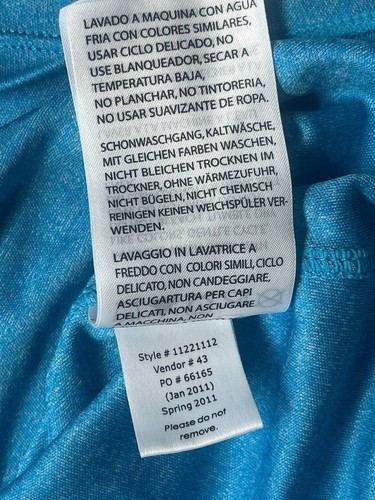 LAVADO A MAQUINA CON AGUA
FRIA CON COLORES SIMILARES,
USAR CICLO DELICADO, NO
USE BLANQUEADOR, SECAR A
TEMPERATURA BAJA,
NO PLANCHAR, NO TINTORERIA,
NO USAR SUAVIZANTE DE ROPA.
SCHONWASCHGANG, KALTWÄSCHE,
MIT GLEICHEN FARBEN WASCHEN,
NICHT BLEICHEN TROCKNEN IM
TROCKNER, OHNE WÄRMEZUFUHR,
NICHT BÜGELN, NICHT CHEMISCH
REINIGEN KEINEN WEICHSPÜLER VER-
WENDEN.
LAVAGGIO IN LAVATRICE A
FREDDO CON COLORI SIMILI, CICLO
DELICATO, NON CANDEGGIARE,
ASCIUGARTURA PER CAPI
DELICATI, NON ASCIUGARE
A MACCHINA, NON
Style # 11221112
Vendor # 43
PO # 66165
(Jan 2011)
Spring 2011
Please do not
remove.